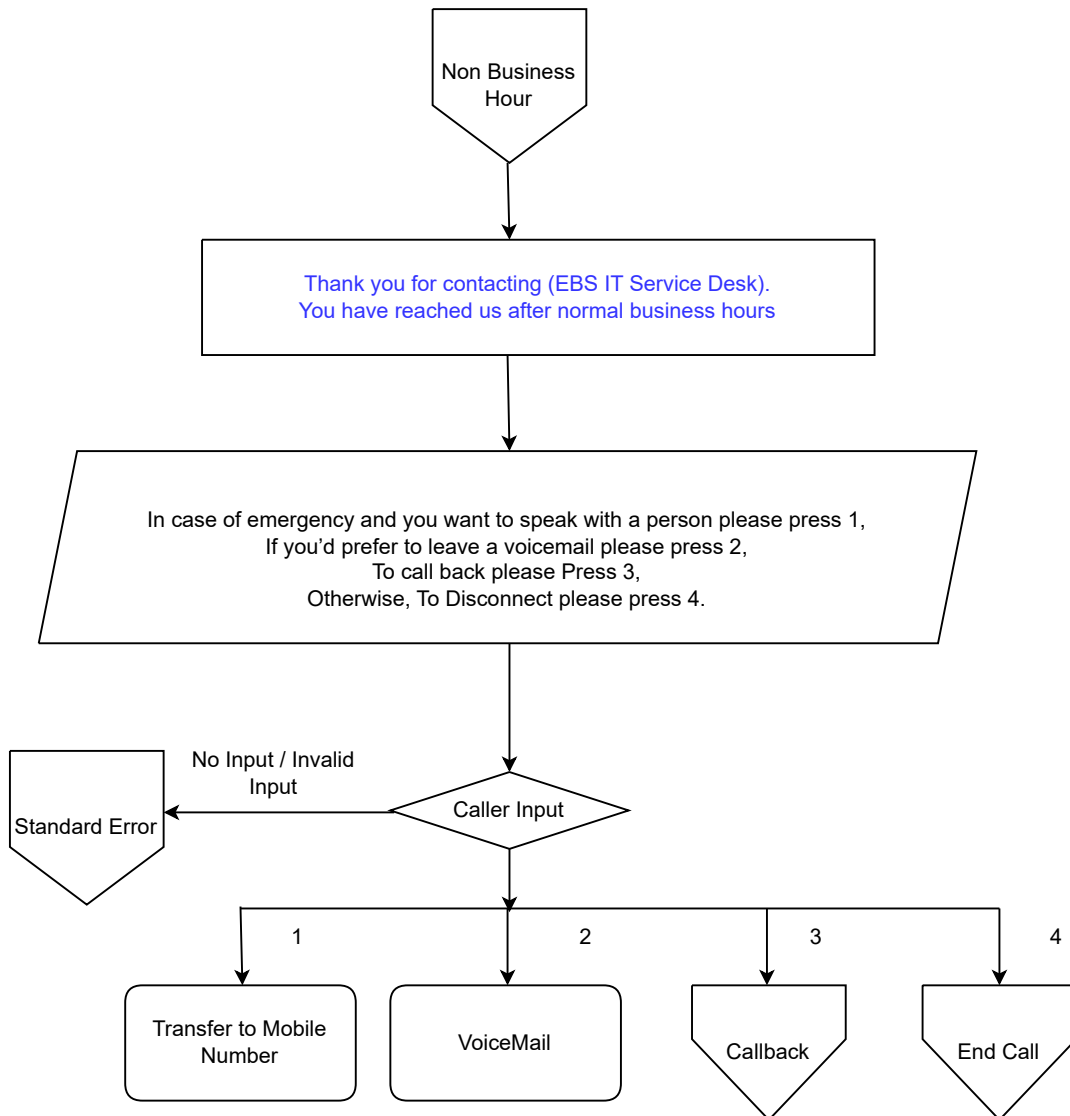 Non Business
Hour
Thank you for contacting (EBS IT Service Desk).
You have reached us after normal business hours
In case of emergency and you want to speak with a person please press 1,
If you’d prefer to leave a voicemail please press 2,
To call back please Press 3,
Otherwise, To Disconnect please press 4.
No Input / Invalid
Input
Caller Input
Standard Error
1
2
3
4
Transfer to Mobile
Number
VoiceMail
Callback
End Call